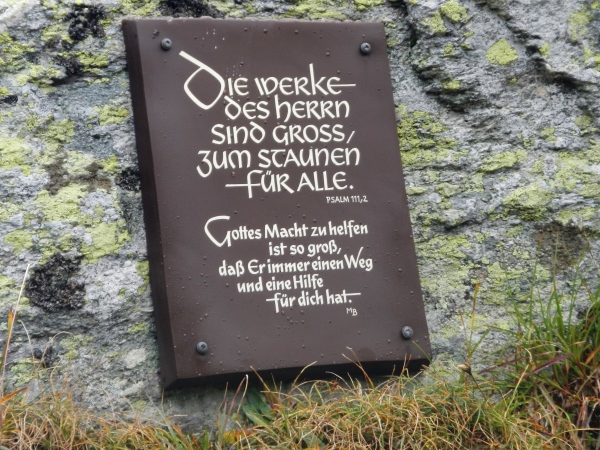 Die Werke
des Herrn
sind gross,
zum Staunen
für alle.
PSALM 111,2
Gottes Macht zu helfen
ist so groß,
daß Er immer einen Weg
und eine Hilfe
für dich hat.
MB